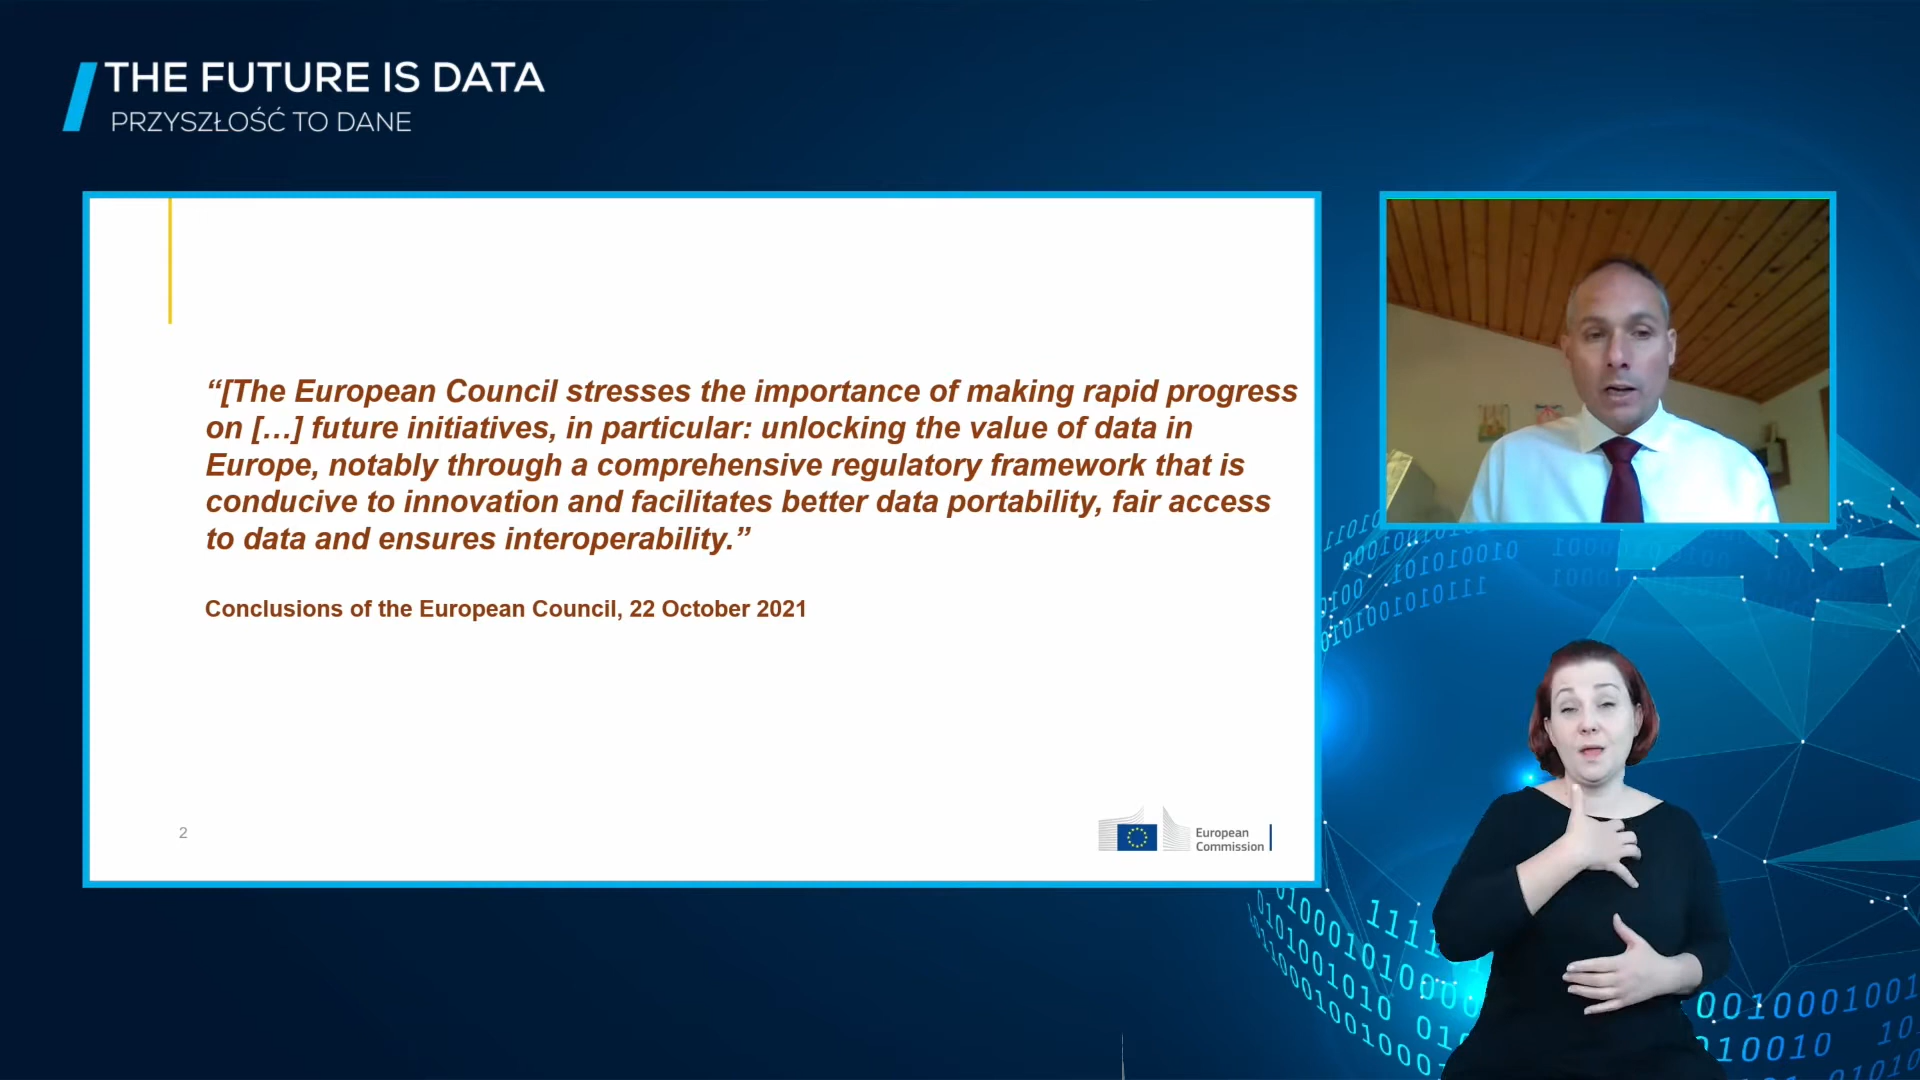 THE FUTURE IS DATA
PRZYSZŁOŚĆ TO DANE
“[The European Council stresses the importance of making rapid progress
on […] future initiatives, in particular: unlocking the value of data in
Europe, notably through a comprehensive regulatory framework that is
conducive to innovation and facilitates better data portability, fair access
to data and ensures interoperability.”
Conclusions of the European Council, 22 October 2021
2
European
Commission